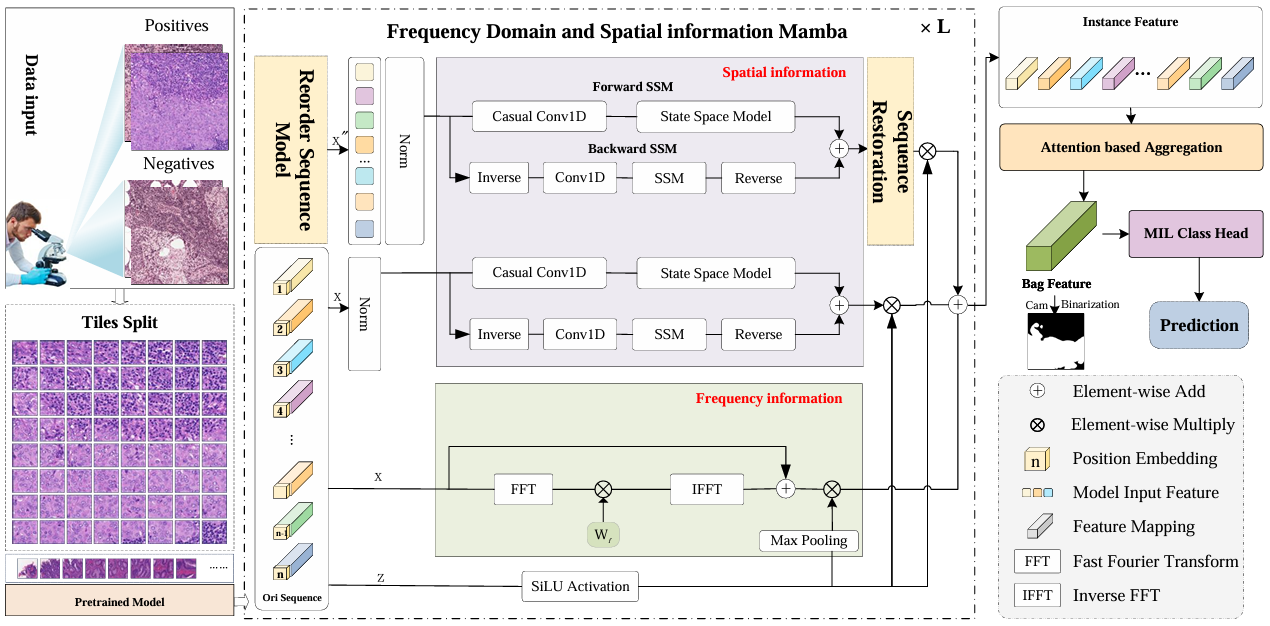 Data input
Positives
Negatives
Tiles Split
... ...
Pretrained Model
Frequency Domain and Spatial information Mamba
× L
Reorder Sequence
Model
X″
...
Norm
Spatial information
Forward SSM
Casual Conv1D
State Space Model
Backward SSM
Inverse
Conv1D
SSM
Reverse
Sequence
Restoration
1
2
3
4
...
n-1
n
Ori Sequence
X
Norm
Casual Conv1D
State Space Model
Inverse
Conv1D
SSM
Reverse
Frequency information
X
FFT
IFFT
W_f
Max Pooling
Z
SiLU Activation
Instance Feature
...
Attention based Aggregation
MIL Class Head
Bag Feature
Cam
Binarization
Prediction
Element-wise Add
Element-wise Multiply
n
Position Embedding
Model Input Feature
Feature Mapping
FFT
Fast Fourier Transform
IFFT
Inverse FFT